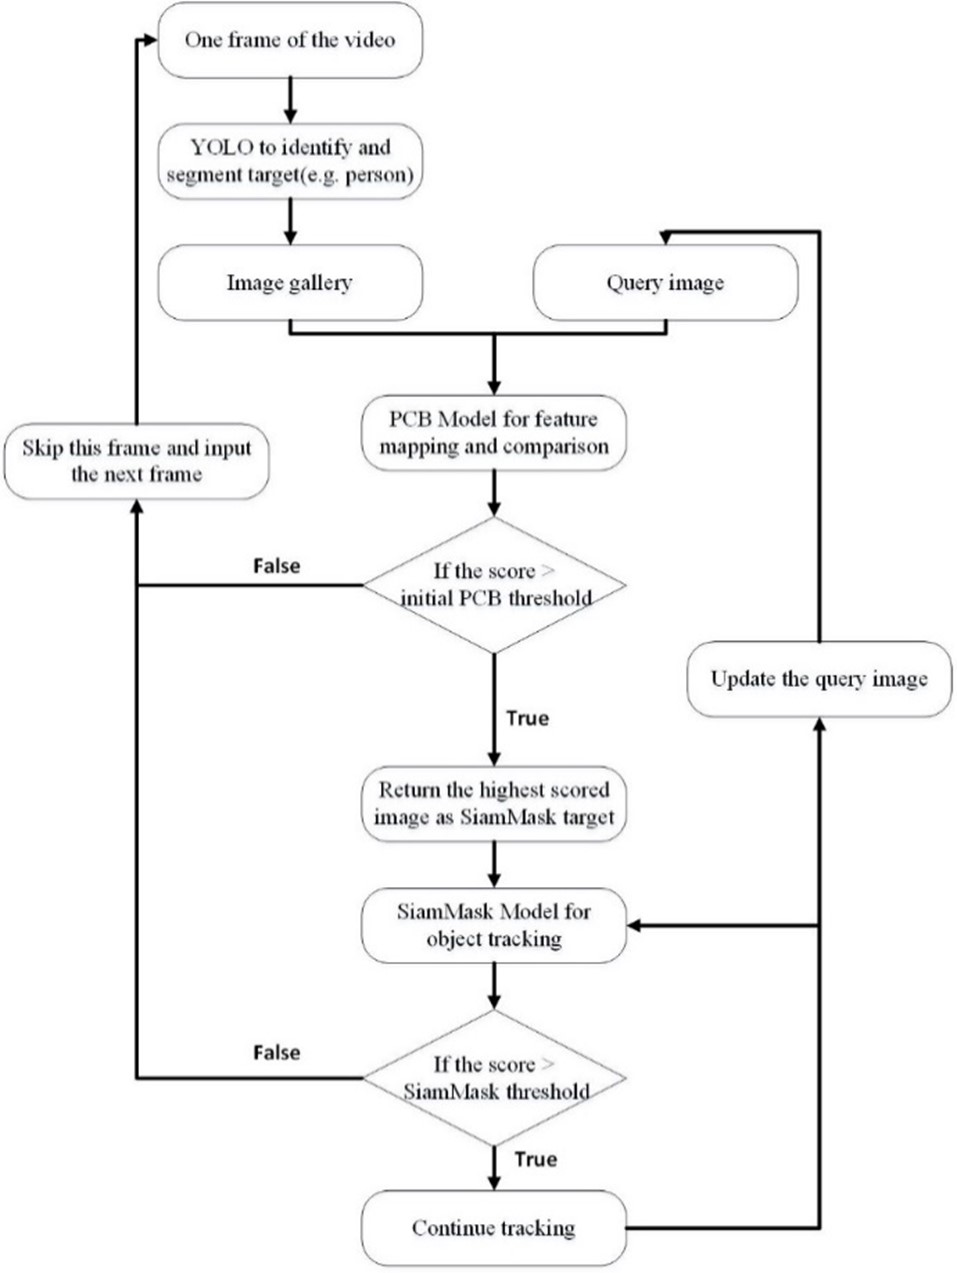 One frame of the video
YOLO to identify and
segment target(e.g. person)
Image gallery
Query image
PCB Model for feature
mapping and comparison
Skip this frame and input
the next frame
False
If the score >
initial PCB threshold
True
Update the query image
Return the highest scored
image as SiamMask target
SiamMask Model for
object tracking
False
If the score >
SiamMask threshold
True
Continue tracking